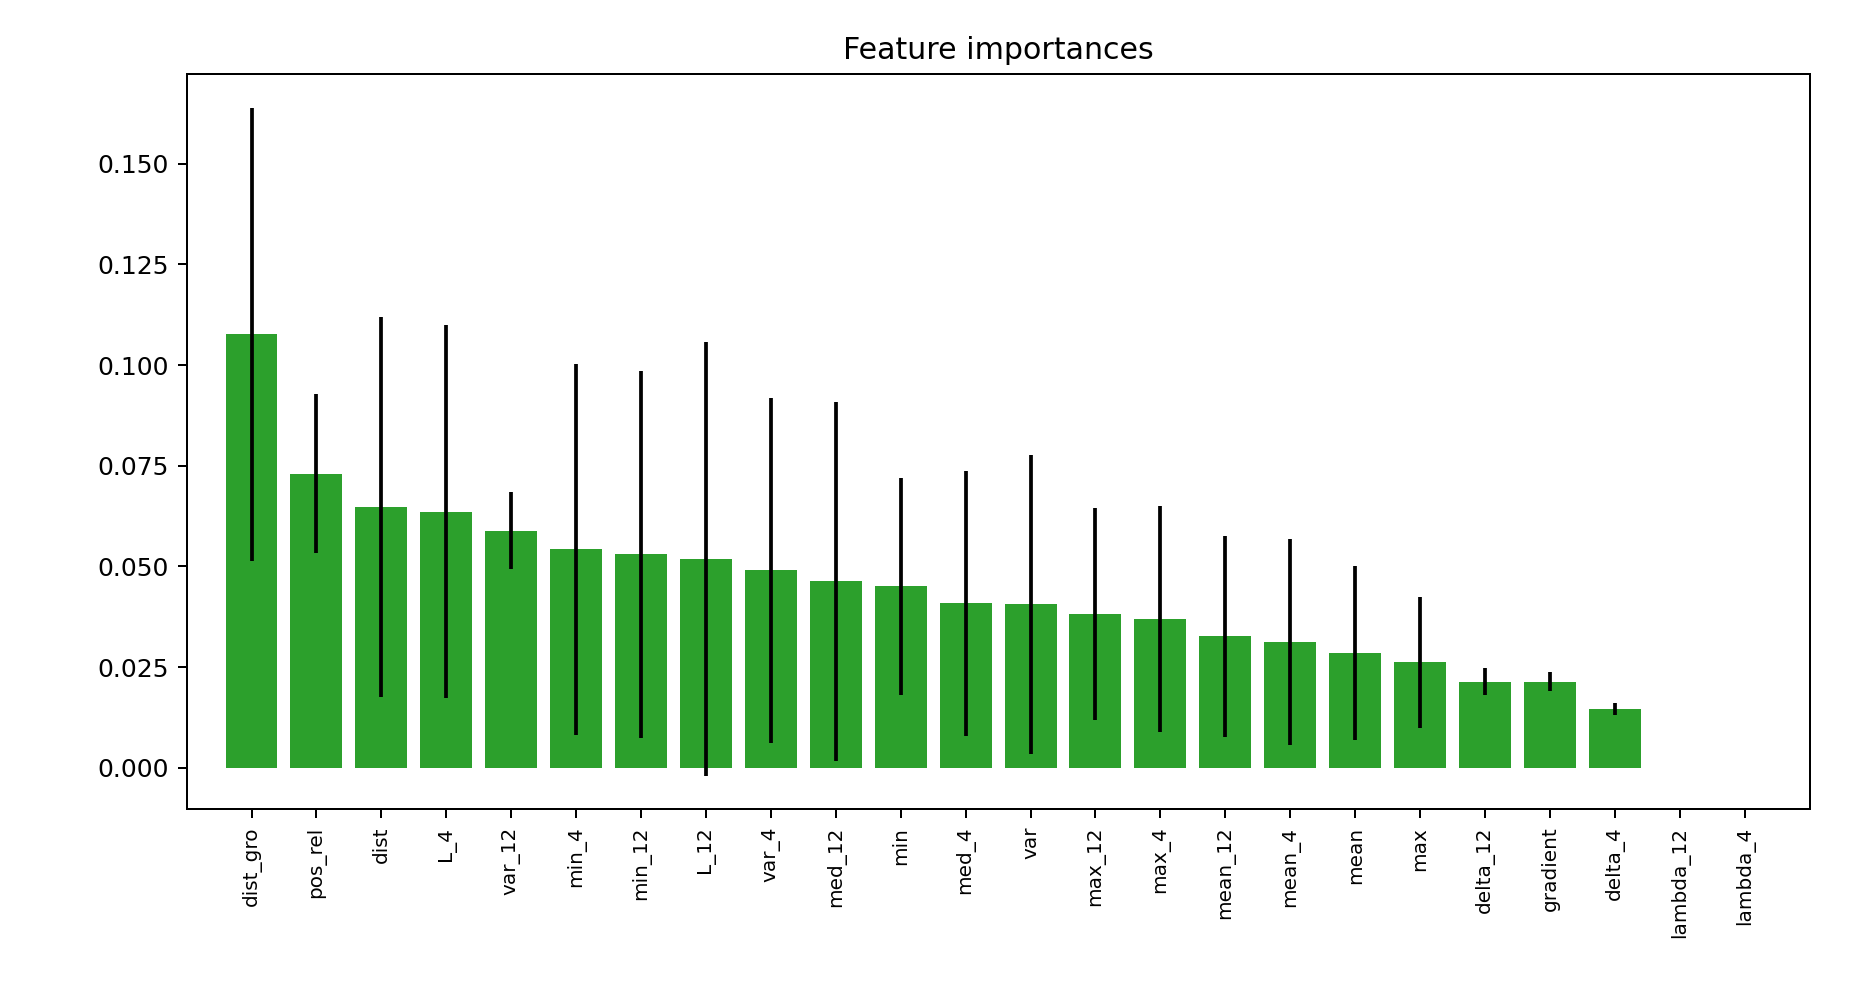 Feature importances
0.150
0.125
0.100
0.075
0.050
0.025
0.000
dist_gro
pos_rel
dist
L_4
var_12
min_4
min_12
L_12
var_4
med_12
min
med_4
var
max_12
max_4
mean_12
mean_4
mean
max
delta_12
gradient
delta_4
lambda_12
lambda_4